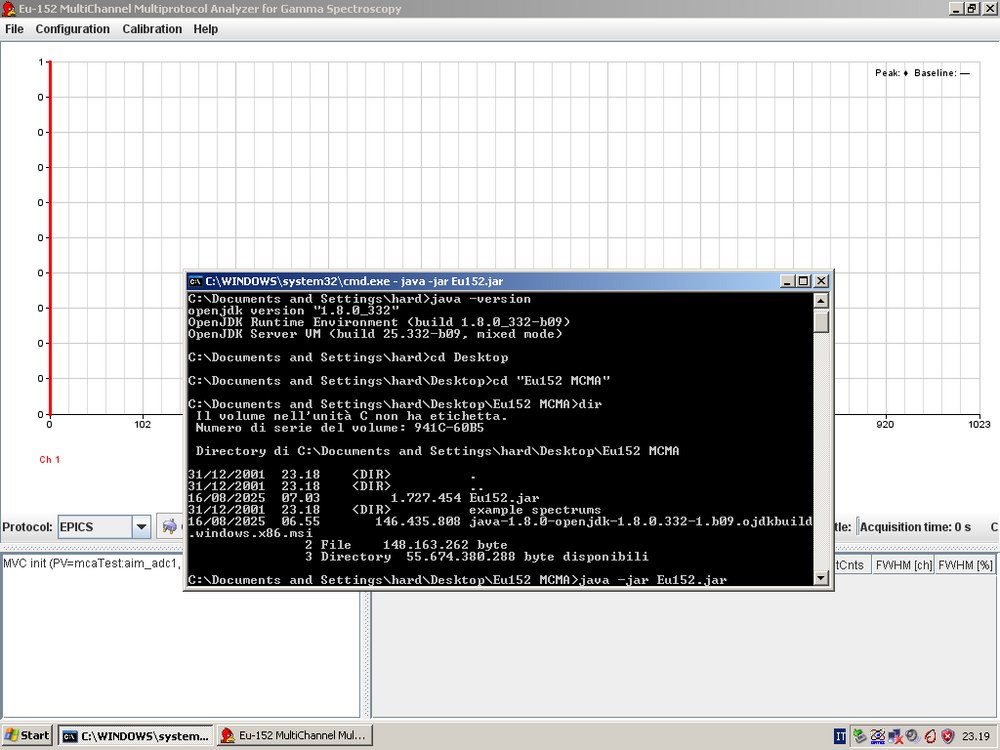 Eu-152 MultiChannel Multiprotocol Analyzer for Gamma Spectroscopy
File Configuration Calibration Help
1
Peak: ♦ Baseline: —
0
0
0
0
0
0
0
0
0
0
0 102 920 1023
Ch 1
C:\WINDOWS\system32\cmd.exe - java -jar Eu152.jar
C:\Documents and Settings\hard>java -version
openjdk version "1.8.0_332"
OpenJDK Runtime Environment (build 1.8.0_332-b09)
OpenJDK Server VM (build 25.332-b09, mixed mode)
C:\Documents and Settings\hard>cd Desktop
C:\Documents and Settings\hard\Desktop>cd "Eu152 MCMA"
C:\Documents and Settings\hard\Desktop\Eu152 MCMA>dir
Il volume nell'unità C non ha etichetta.
Numero di serie del volume: 941C-60B5
Directory di C:\Documents and Settings\hard\Desktop\Eu152 MCMA
31/12/2001 23.18 <DIR> .
31/12/2001 23.18 <DIR> ..
16/08/2025 07.03 1.727.454 Eu152.jar
31/12/2001 23.18 <DIR> example spectrums
16/08/2025 06.55 146.435.808 java-1.8.0-openjdk-1.8.0.332-1.b09.ojdkbuild
.windows.x86.msi
2 File 148.163.262 byte
3 Directory 55.674.380.288 byte disponibili
C:\Documents and Settings\hard\Desktop\Eu152 MCMA>java -jar Eu152.jar
Protocol: EPICS tle: Acquisition time: 0 s C
MVC init (PV=mcaTest:aim_adc1, tCnts FWHM [ch] FWHM [%]
Start C:\WINDOWS\system... Eu-152 MultiChannel Mul... IT 23.19